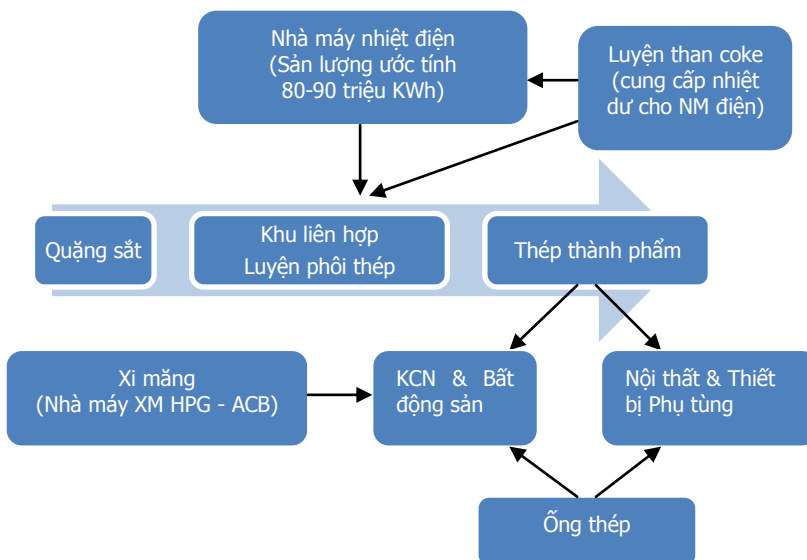 Nhà máy nhiệt điện
(Sản lượng ước tính
80-90 triệu KWh)
Luyện than coke
(cung cấp nhiệt
dư cho NM điện)
Quặng sắt
Khu liên hợp
Luyện phôi thép
Thép thành phẩm
Xi măng
(Nhà máy XM HPG - ACB)
KCN & Bất
động sản
Nội thất & Thiết
bị Phụ tùng
Ống thép